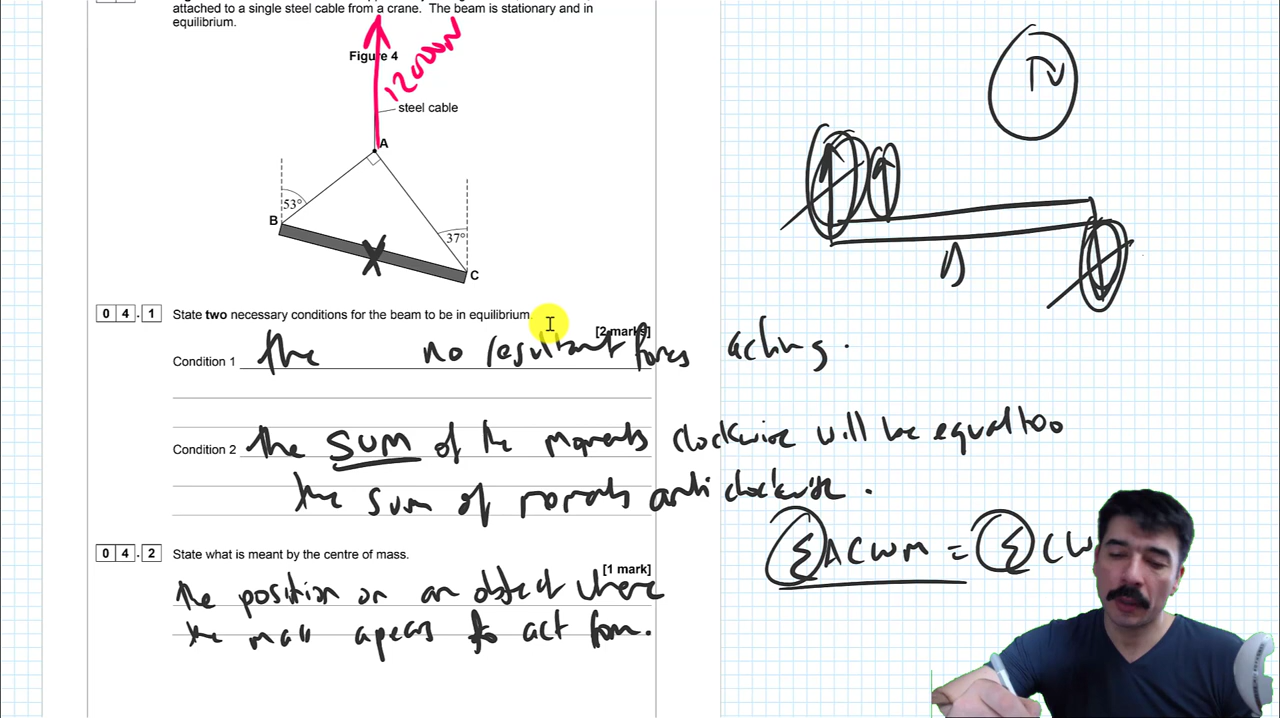 attached to a single steel cable from a crane. The beam is stationary and in
equilibrium.
Figure 4
12000N
steel cable
A
53°
B
37°
C
N
0 4 . 1 State two necessary conditions for the beam to be in equilibrium.
[2 marks]
Condition 1 the no resultant forces acting.
Condition 2 the sum of the moments clockwise will be equal too
the sum of moments anti clockwise.
ΣACWM = ΣCW
0 4 . 2 State what is meant by the centre of mass.
[1 mark]
the position on an object where
the mass apears to act from.